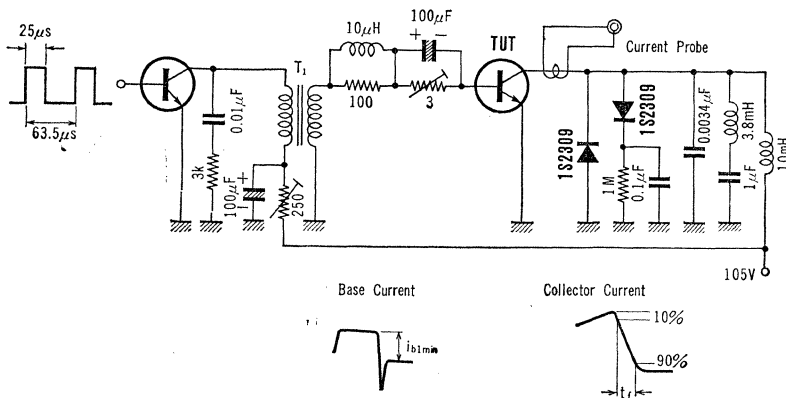 25μs
63.5μs
3k
0.01μF
T₁
100μF
+
250
10μH
100
100μF
+ −
3
TUT
Current Probe
1S2309
1S2309
1M
0.1μF
0.0034μF
3.8mH
1μF
10mH
105V
Base Current
ib1min
Collector Current
10%
90%
tf